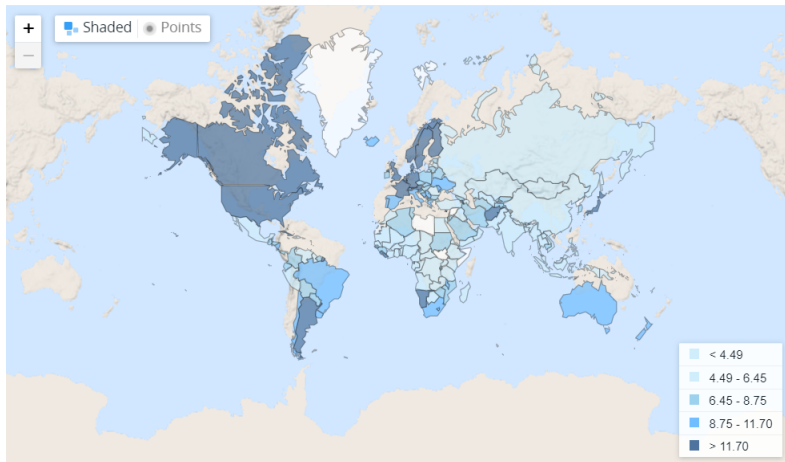 +
Shaded Points
−
< 4.49
4.49 - 6.45
6.45 - 8.75
8.75 - 11.70
> 11.70